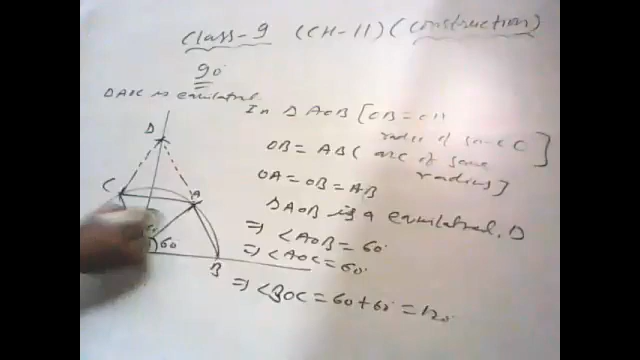 Class-9 (CH-11) (Construction)
90°
Δ AOC is equilateral.
In Δ AOB [OB = OA
radii of same C]
OB = AB (arc of same
radius]
OA = OB = AB
Δ AOB is a equilateral. Δ
⇒ ∠AOB = 60°
⇒ ∠AOC = 60°
⇒ ∠BOC = 60 + 60° = 120°
D
C
A
60°
B